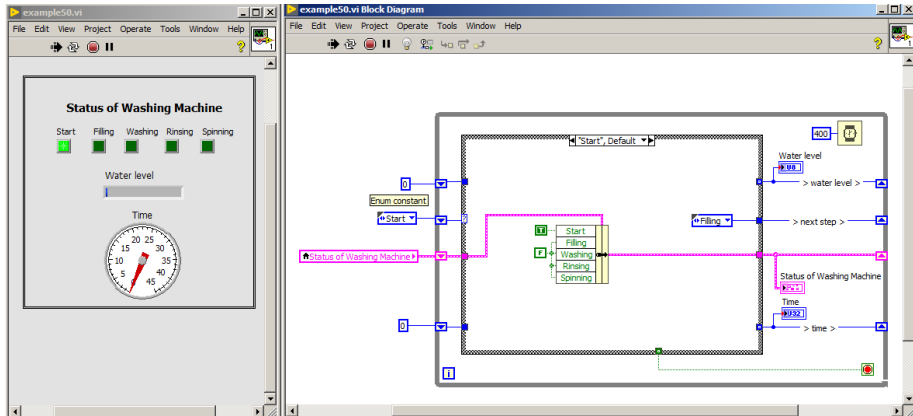 example50.vi
File Edit View Project Operate Tools Window Help
1
Status of Washing Machine
Start Filling Washing Rinsing Spinning
Water level
Time
0 5 10 15 20 25 30 35 40 45
example50.vi Block Diagram
File Edit View Project Operate Tools Window Help
1
"Start", Default
400
Water level
U8
0
> water level >
Enum constant
Start
Filling
> next step >
T
Start
F
Filling
Washing
Rinsing
Spinning
Status of Washing Machine
Status of Washing Machine
Time
U32
0
> time >
i